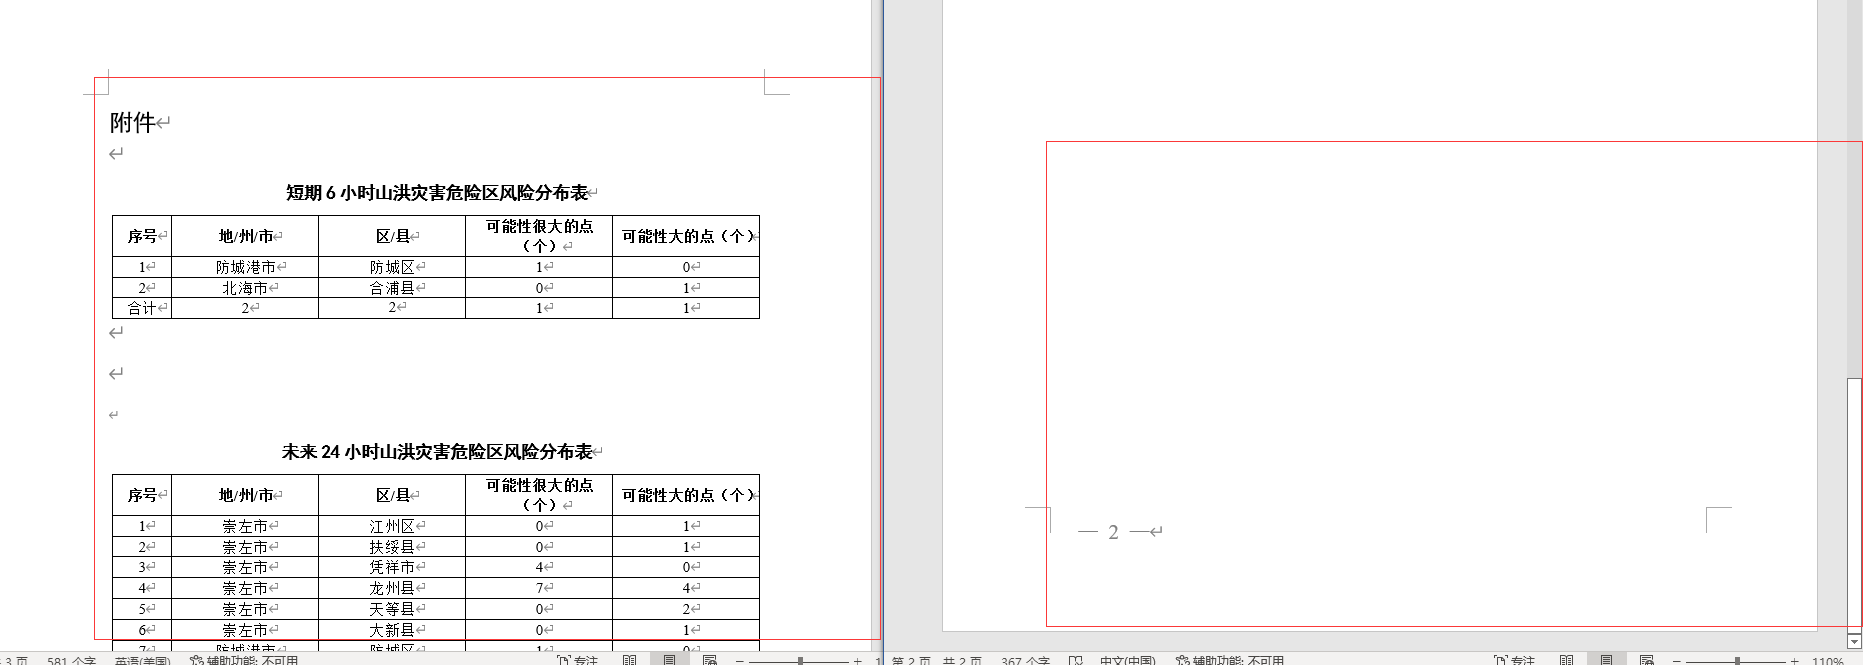 附件
短期 6 小时山洪灾害危险区风险分布表
序号 地/州/市 区/县 可能性很大的点（个） 可能性大的点（个）
1 防城港市 防城区 1 0
2 北海市 合浦县 0 1
合计 2 2 1 1
未来 24 小时山洪灾害危险区风险分布表
序号 地/州/市 区/县 可能性很大的点（个） 可能性大的点（个）
1 崇左市 江州区 0 1
2 崇左市 扶绥县 0 1
3 崇左市 凭祥市 4 0
4 崇左市 龙州县 7 4
5 崇左市 天等县 0 2
6 崇左市 大新县 0 1
7 防城港市 防城区 1 0
3 页 581 个字 英语(美国) 辅助功能: 不可用 专注 1
— 2 —
第 2 页，共 2 页 367 个字 中文(中国) 辅助功能: 不可用 专注 110%